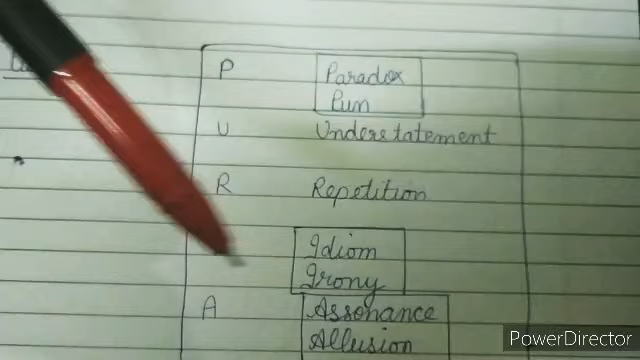 P Paradox
Pun
U Understatement
R Repetition
Idiom
Irony
A Assonance
Allusion
PowerDirector